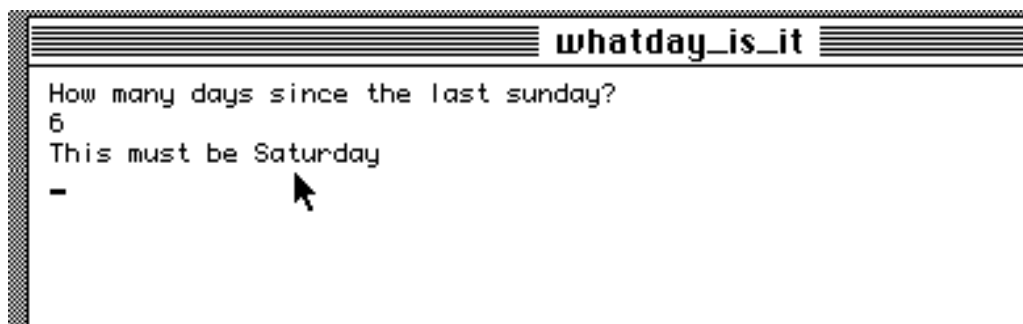 whatday_is_it
How many days since the last sunday?
6
This must be Saturday